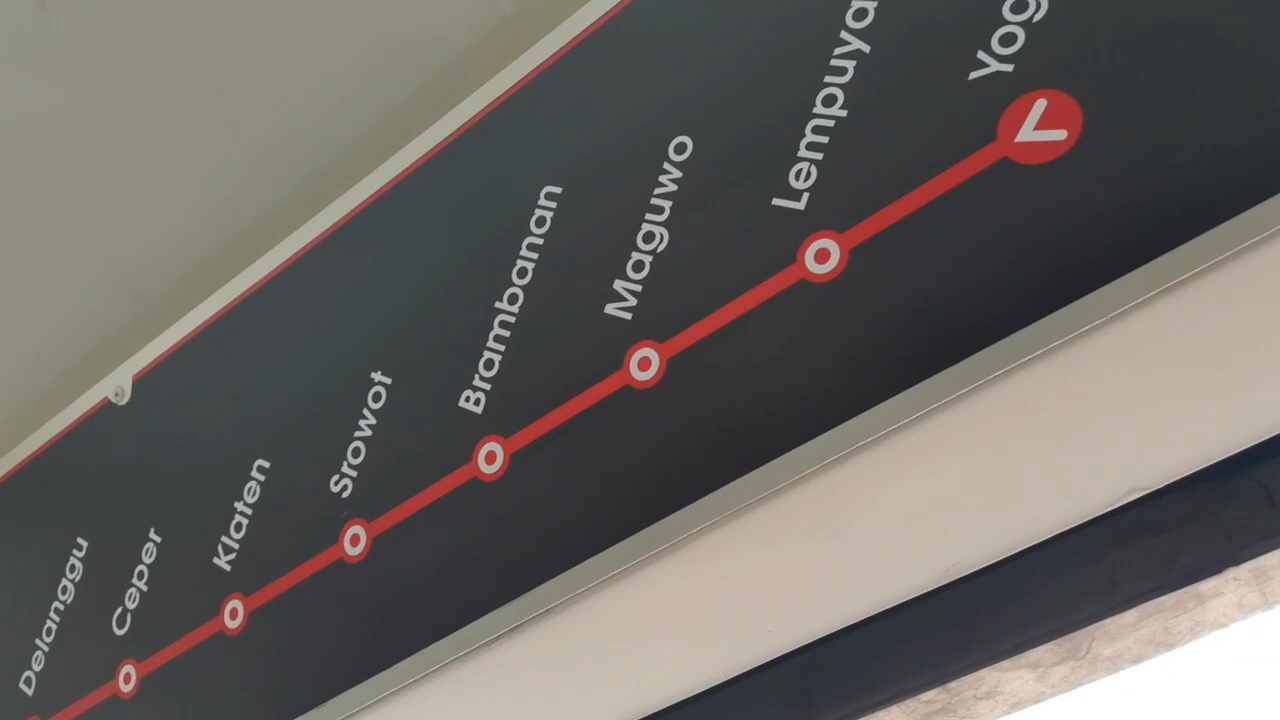 Delanggu
Ceper
Klaten
Srowot
Brambanan
Maguwo
Lempuya
Yog